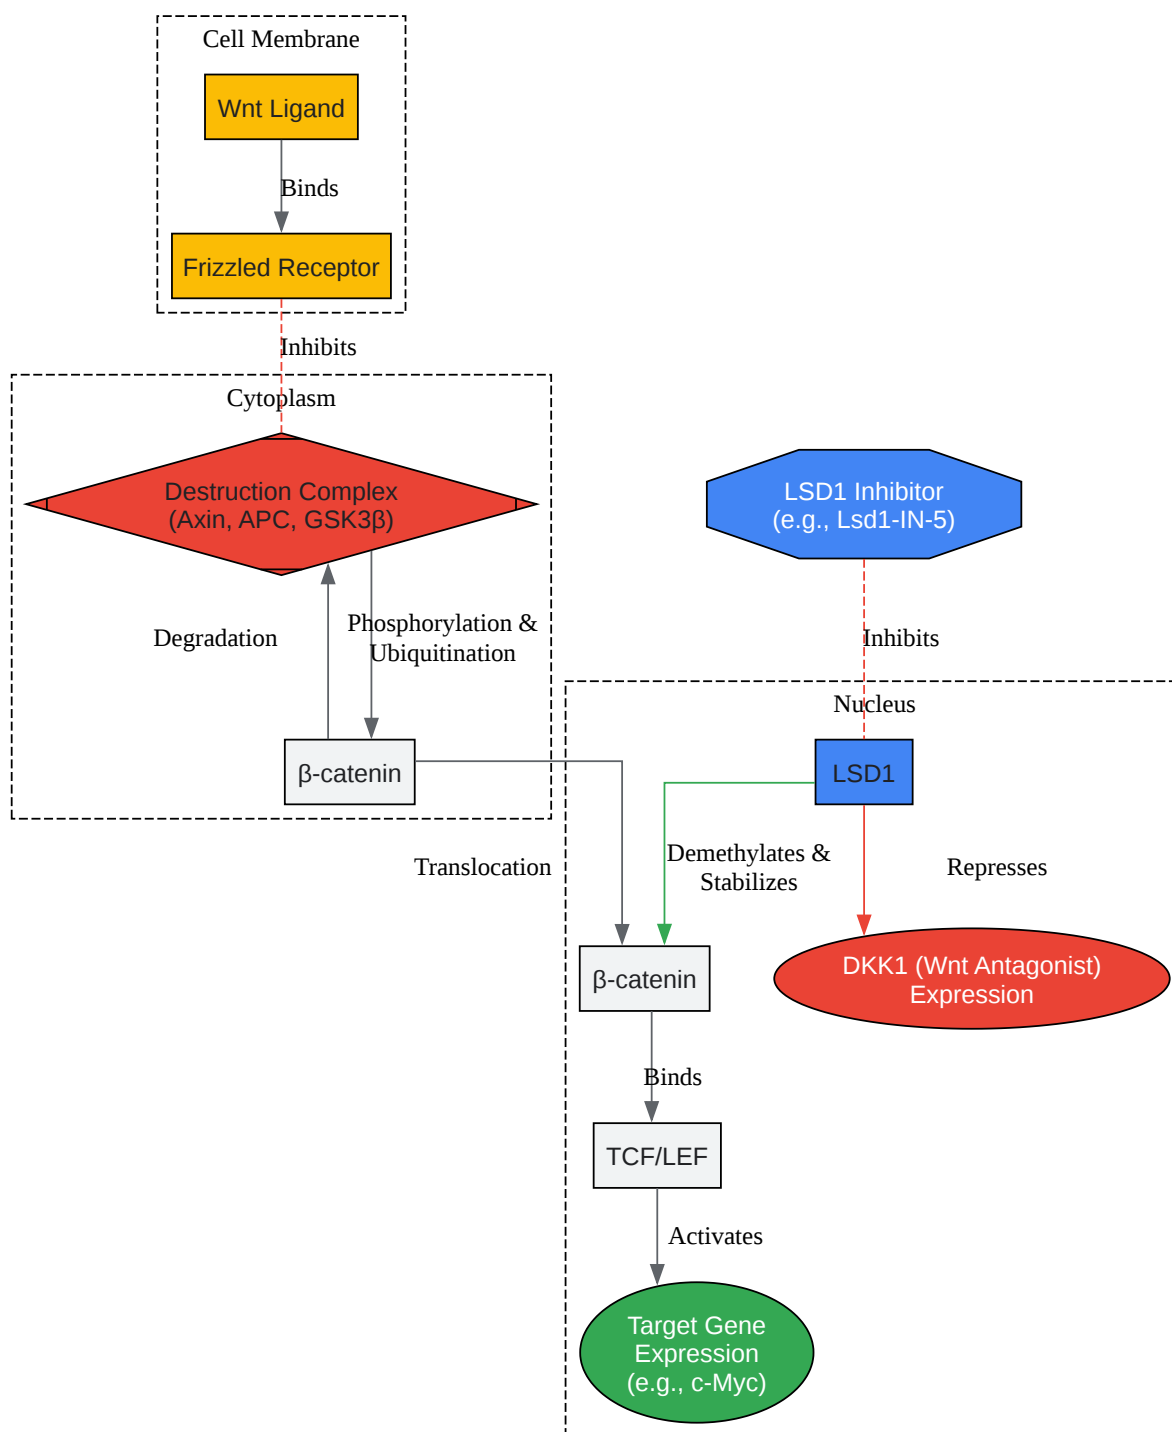 Cell Membrane
Wnt Ligand
Binds
Frizzled Receptor
Inhibits
Cytoplasm
Destruction Complex
(Axin, APC, GSK3β)
LSD1 Inhibitor
(e.g., Lsd1-IN-5)
Degradation
Phosphorylation &
Ubiquitination
Inhibits
Nucleus
β-catenin
LSD1
Translocation
Demethylates &
Stabilizes
Represses
β-catenin
DKK1 (Wnt Antagonist)
Expression
Binds
TCF/LEF
Activates
Target Gene
Expression
(e.g., c-Myc)